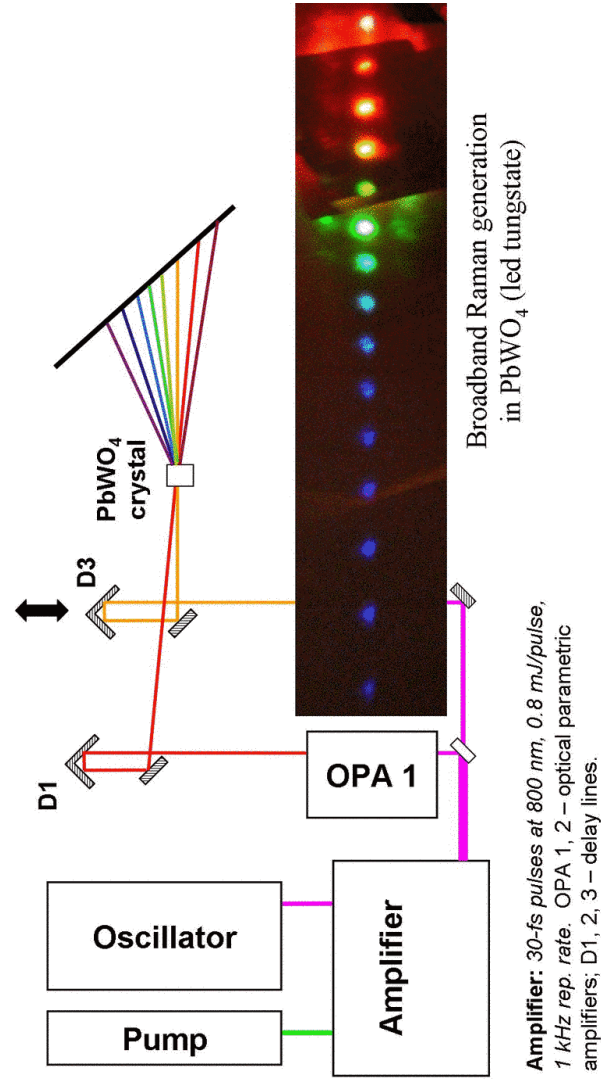 D1
D3
PbWO4
crystal
Pump
Oscillator
Amplifier
OPA 1
Broadband Raman generation
in PbWO4 (led tungstate)
Amplifier: 30-fs pulses at 800 nm, 0.8 mJ/pulse,
1 kHz rep. rate. OPA 1, 2 – optical parametric
amplifiers; D1, 2, 3 – delay lines.